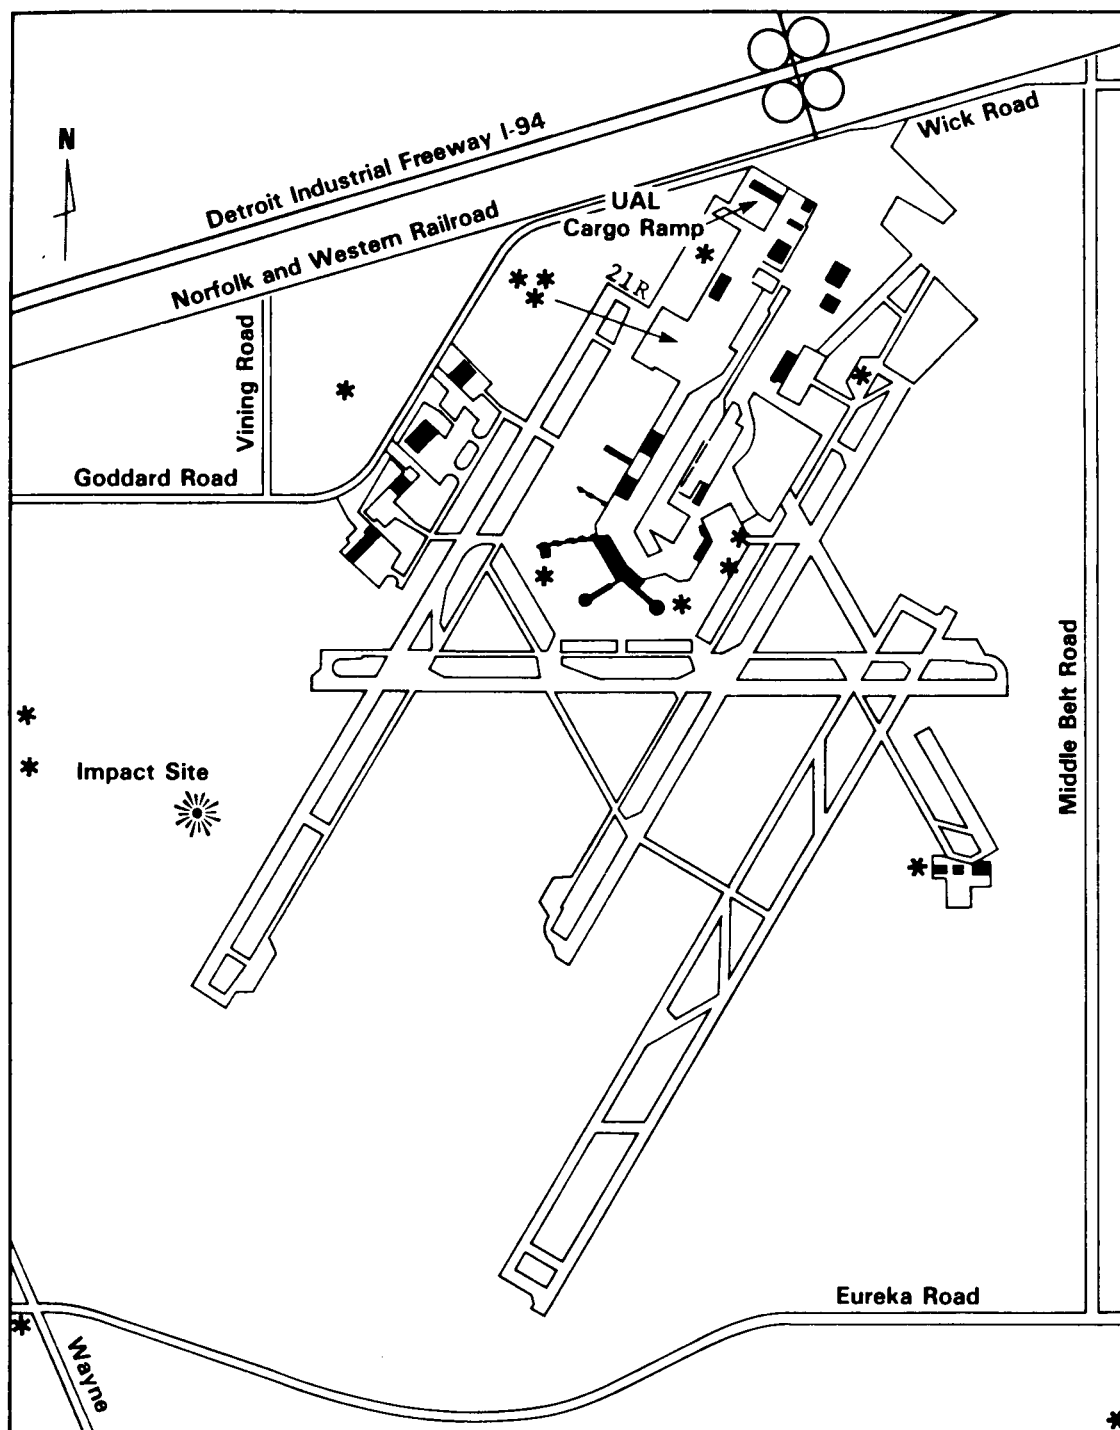 N
Detroit Industrial Freeway I-94
Wick Road
UAL
Cargo Ramp
Norfolk and Western Railroad
21R
Vining Road
Goddard Road
Middle Belt Road
Impact Site
Eureka Road
Wayne